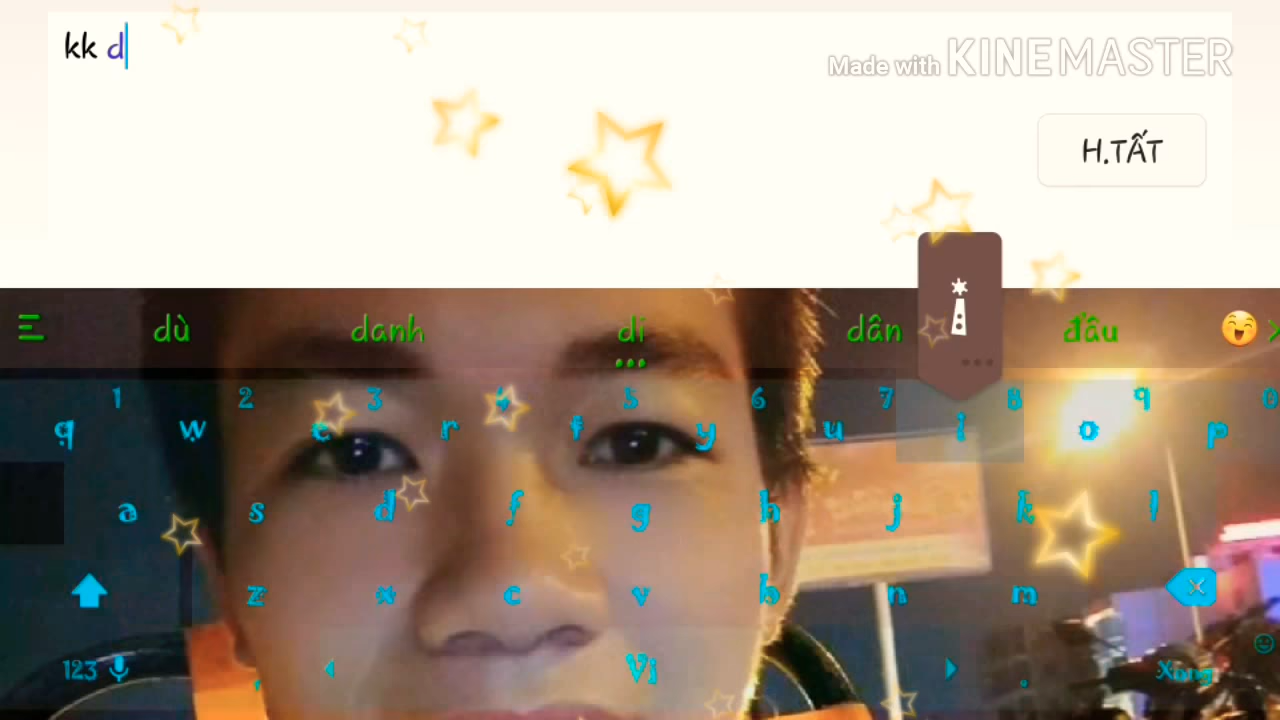 kk d
Made with KINEMASTER
H.TẤT
dù danh di dân đâu
1 2 3 4 5 6 7 8 9 0
q w e r t y u i o p
a s d f g h j k l
z x c v b n m
123 , Vi . Xong